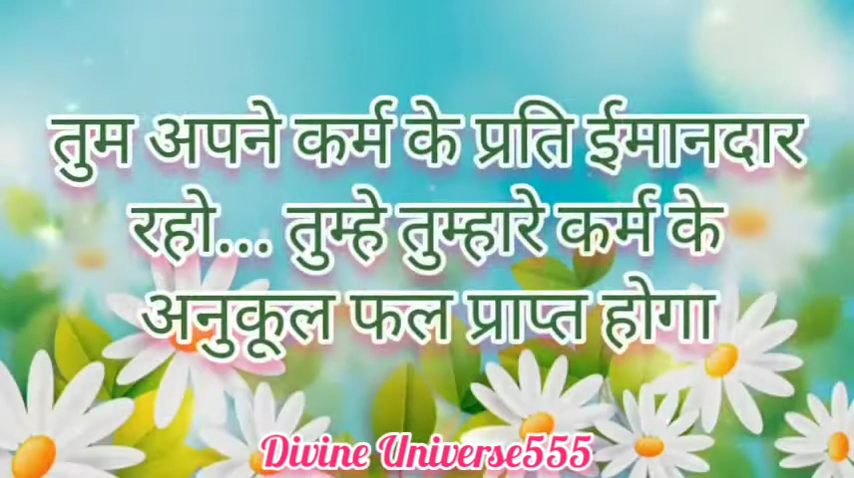 तुम अपने कर्म के प्रति ईमानदार
रहो... तुम्हे तुम्हारे कर्म के
अनुकूल फल प्राप्त होगा
Divine Universe555